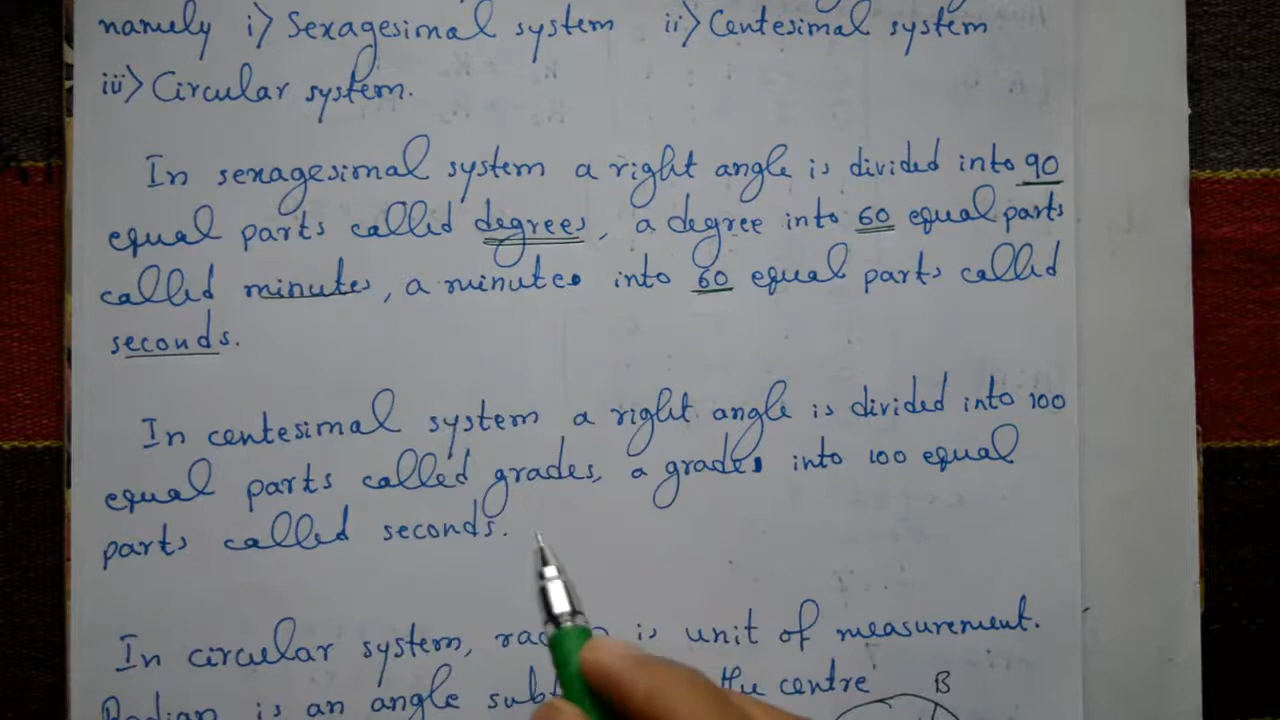 namely i) Sexagesimal system ii) Centesimal system
iii) Circular system.
In sexagesimal system a right angle is divided into 90
equal parts called degrees, a degree into 60 equal parts
called minutes, a minute into 60 equal parts called
seconds.
In centesimal system a right angle is divided into 100
equal parts called grades, a grade into 100 equal
parts called seconds.
In circular system, is unit of measurement.
Radian is an angle the centre
B